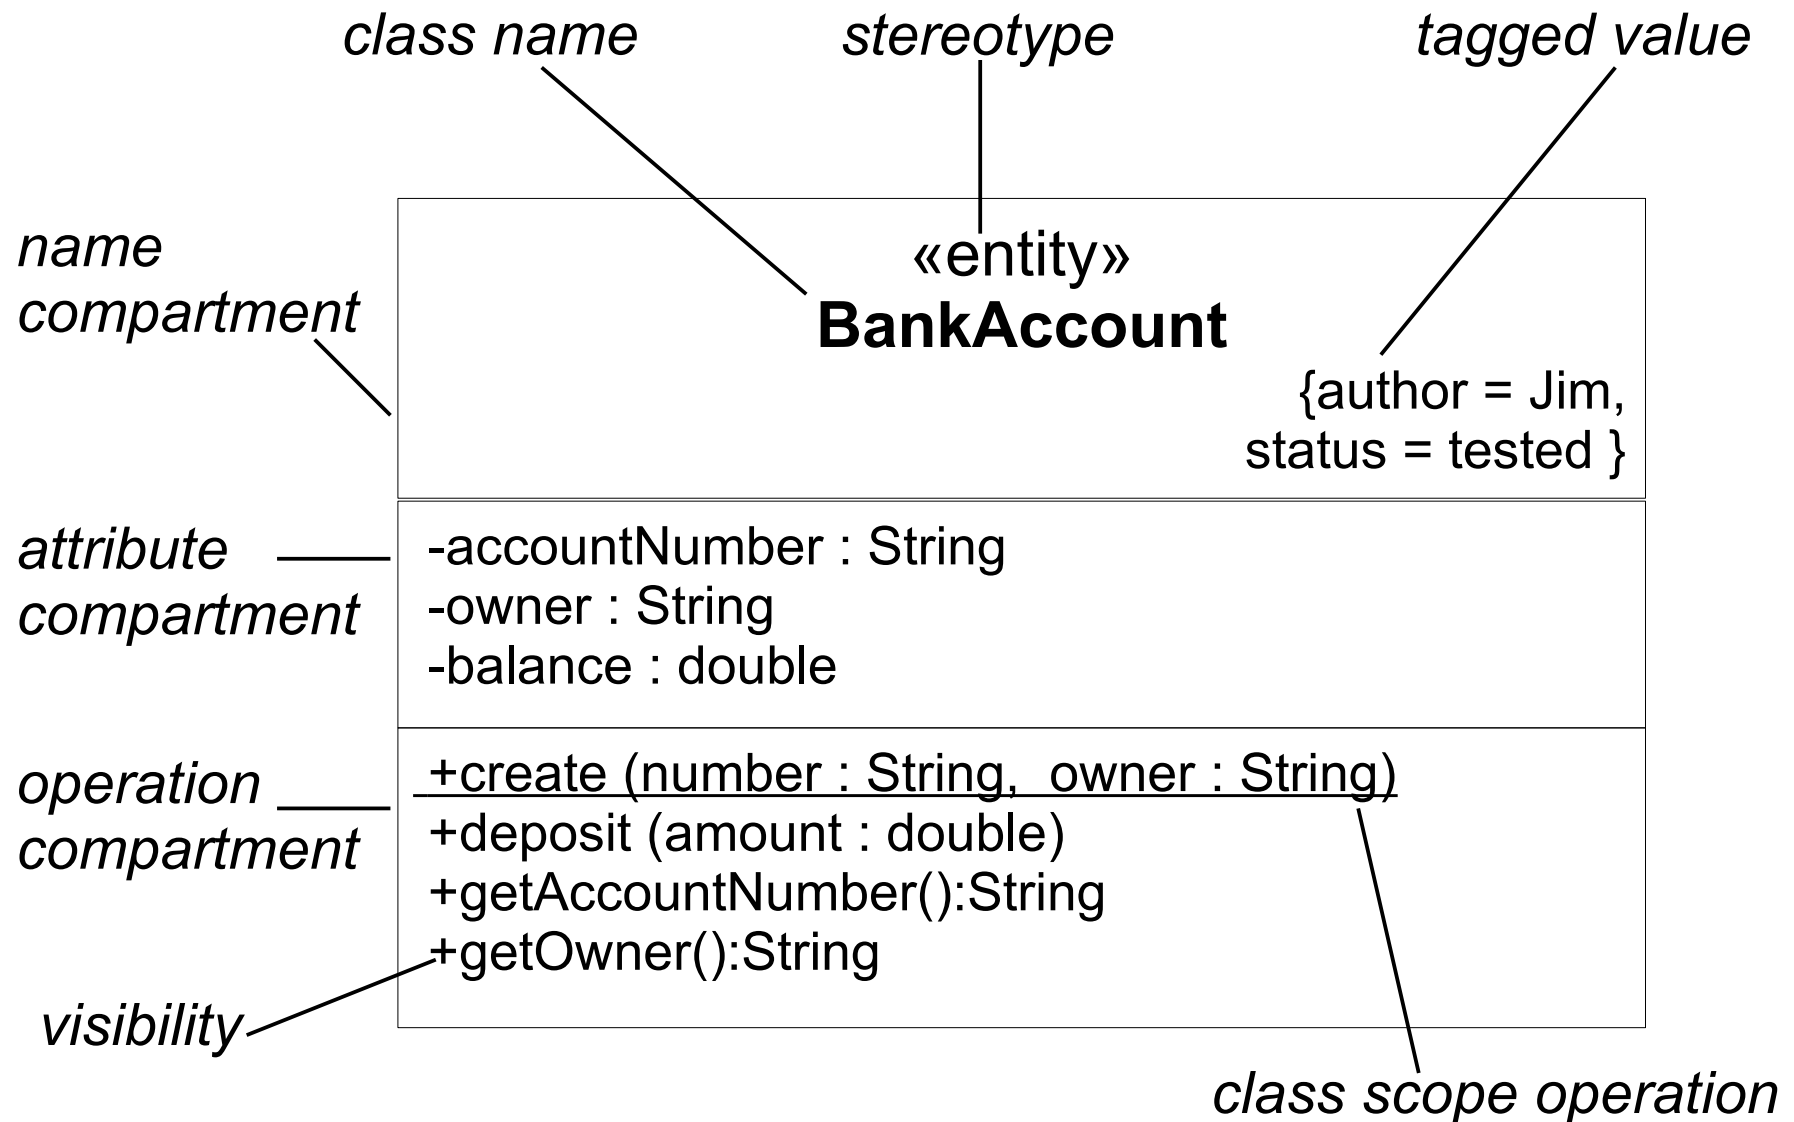 class name
stereotype
tagged value
name
compartment
«entity»
BankAccount
{author = Jim,
status = tested }
attribute
compartment
-accountNumber : String
-owner : String
-balance : double
operation
compartment
+create (number : String,  owner : String)
+deposit (amount : double)
+getAccountNumber():String
+getOwner():String
visibility
class scope operation